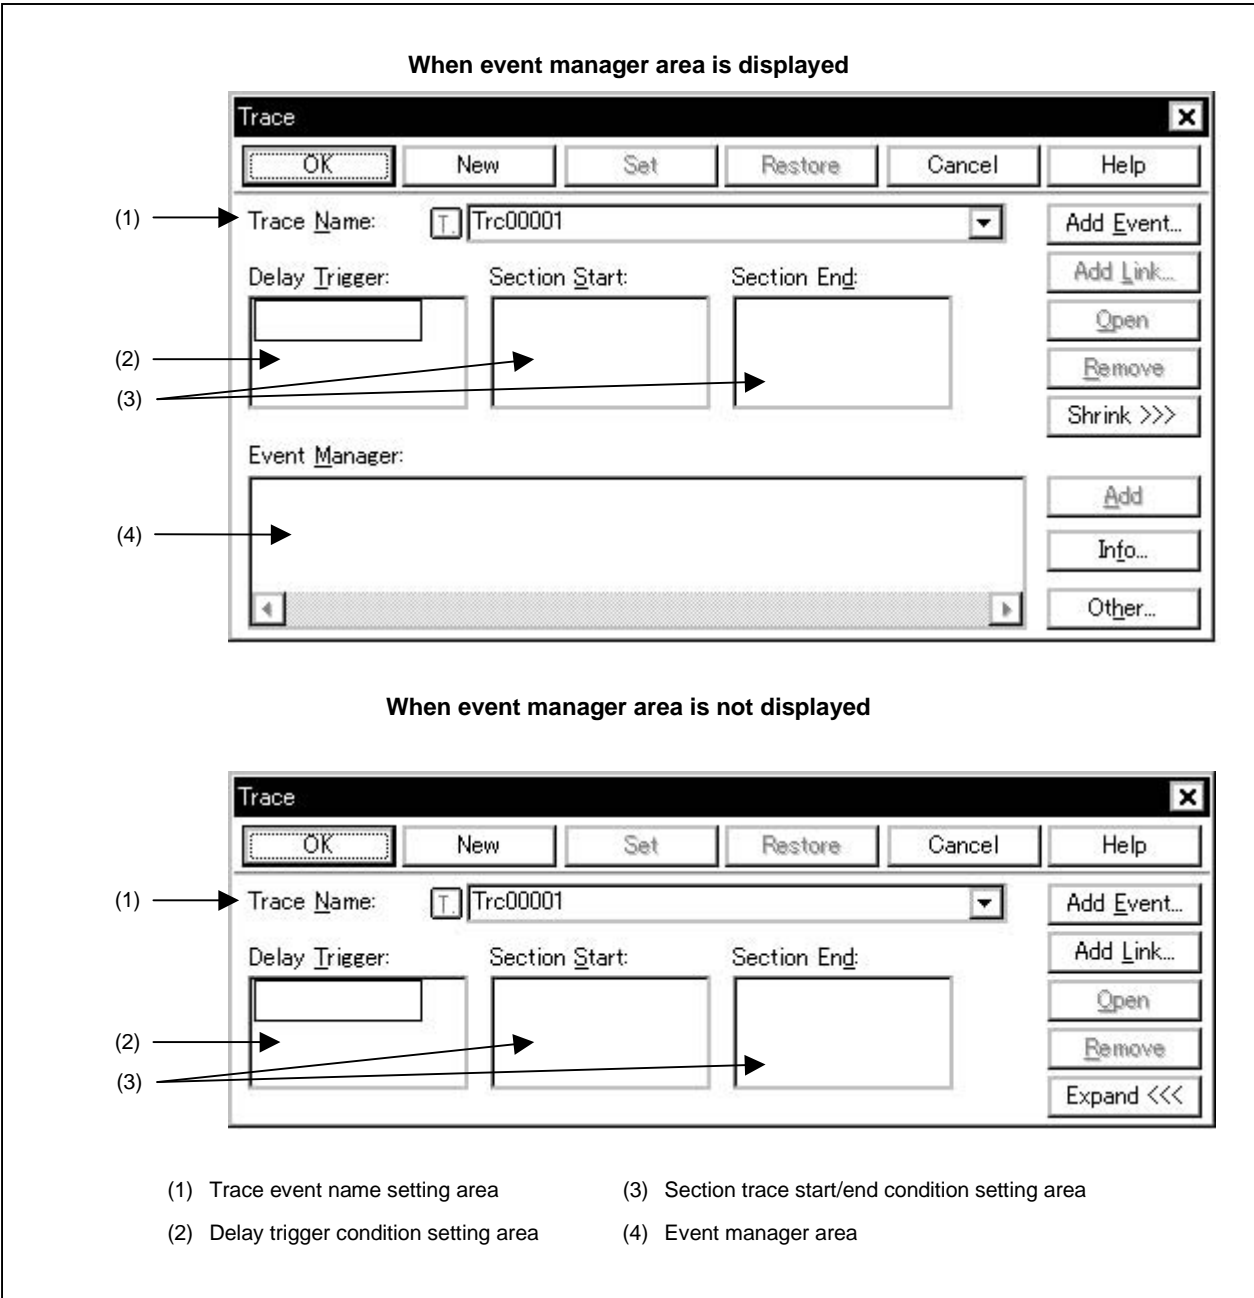 When event manager area is displayed
Trace
OK New Set Restore Cancel Help
(1) Trace Name: T. Trc00001 Add Event...
Delay Trigger: Section Start: Section End: Add Link...
Open
(2) Remove
(3) Shrink >>>
Event Manager:
Add
(4) Info...
Other...
When event manager area is not displayed
Trace
OK New Set Restore Cancel Help
(1) Trace Name: T. Trc00001 Add Event...
Delay Trigger: Section Start: Section End: Add Link...
Open
(2) Remove
(3) Expand <<<
(1) Trace event name setting area (3) Section trace start/end condition setting area
(2) Delay trigger condition setting area (4) Event manager area